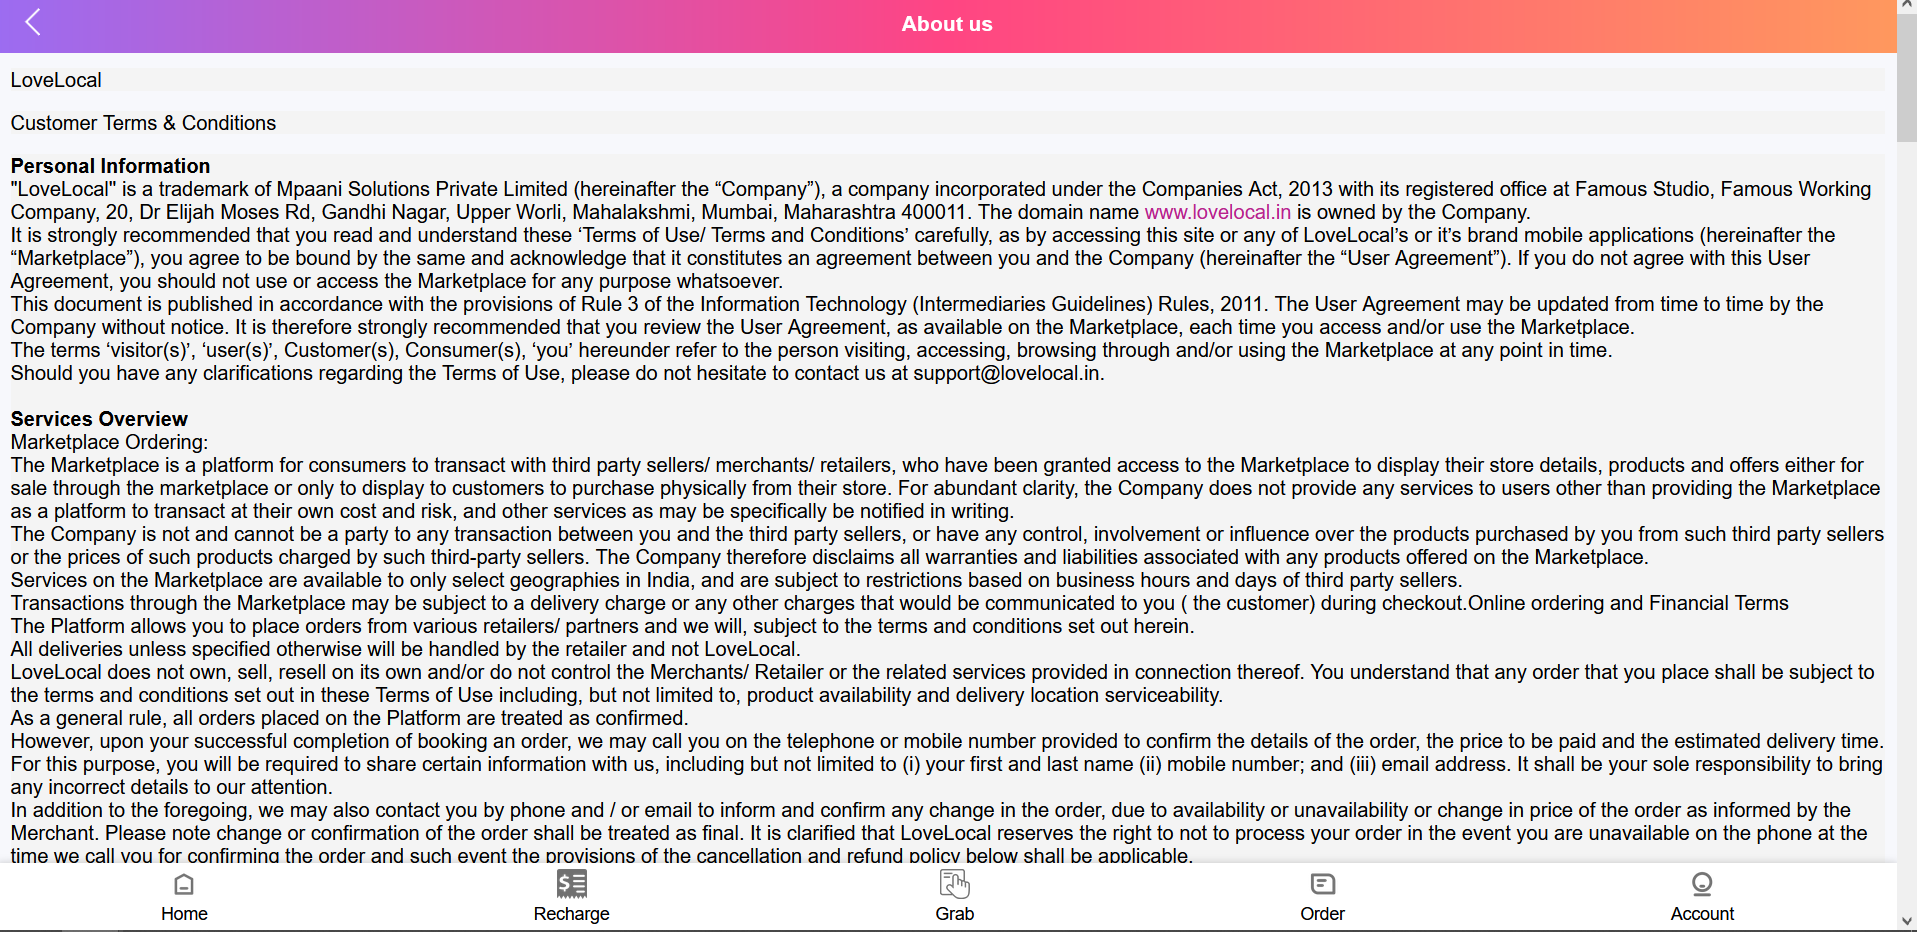 About us
LoveLocal
Customer Terms & Conditions
Personal Information
"LoveLocal" is a trademark of Mpaani Solutions Private Limited (hereinafter the “Company”), a company incorporated under the Companies Act, 2013 with its registered office at Famous Studio, Famous Working
Company, 20, Dr Elijah Moses Rd, Gandhi Nagar, Upper Worli, Mahalakshmi, Mumbai, Maharashtra 400011. The domain name www.lovelocal.in is owned by the Company.
It is strongly recommended that you read and understand these ‘Terms of Use/ Terms and Conditions’ carefully, as by accessing this site or any of LoveLocal’s or it’s brand mobile applications (hereinafter the
“Marketplace”), you agree to be bound by the same and acknowledge that it constitutes an agreement between you and the Company (hereinafter the “User Agreement”). If you do not agree with this User
Agreement, you should not use or access the Marketplace for any purpose whatsoever.
This document is published in accordance with the provisions of Rule 3 of the Information Technology (Intermediaries Guidelines) Rules, 2011. The User Agreement may be updated from time to time by the
Company without notice. It is therefore strongly recommended that you review the User Agreement, as available on the Marketplace, each time you access and/or use the Marketplace.
The terms ‘visitor(s)’, ‘user(s)’, Customer(s), Consumer(s), ‘you’ hereunder refer to the person visiting, accessing, browsing through and/or using the Marketplace at any point in time.
Should you have any clarifications regarding the Terms of Use, please do not hesitate to contact us at support@lovelocal.in.
Services Overview
Marketplace Ordering:
The Marketplace is a platform for consumers to transact with third party sellers/ merchants/ retailers, who have been granted access to the Marketplace to display their store details, products and offers either for
sale through the marketplace or only to display to customers to purchase physically from their store. For abundant clarity, the Company does not provide any services to users other than providing the Marketplace
as a platform to transact at their own cost and risk, and other services as may be specifically be notified in writing.
The Company is not and cannot be a party to any transaction between you and the third party sellers, or have any control, involvement or influence over the products purchased by you from such third party sellers
or the prices of such products charged by such third-party sellers. The Company therefore disclaims all warranties and liabilities associated with any products offered on the Marketplace.
Services on the Marketplace are available to only select geographies in India, and are subject to restrictions based on business hours and days of third party sellers.
Transactions through the Marketplace may be subject to a delivery charge or any other charges that would be communicated to you ( the customer) during checkout.Online ordering and Financial Terms
The Platform allows you to place orders from various retailers/ partners and we will, subject to the terms and conditions set out herein.
All deliveries unless specified otherwise will be handled by the retailer and not LoveLocal.
LoveLocal does not own, sell, resell on its own and/or do not control the Merchants/ Retailer or the related services provided in connection thereof. You understand that any order that you place shall be subject to
the terms and conditions set out in these Terms of Use including, but not limited to, product availability and delivery location serviceability.
As a general rule, all orders placed on the Platform are treated as confirmed.
However, upon your successful completion of booking an order, we may call you on the telephone or mobile number provided to confirm the details of the order, the price to be paid and the estimated delivery time.
For this purpose, you will be required to share certain information with us, including but not limited to (i) your first and last name (ii) mobile number; and (iii) email address. It shall be your sole responsibility to bring
any incorrect details to our attention.
In addition to the foregoing, we may also contact you by phone and / or email to inform and confirm any change in the order, due to availability or unavailability or change in price of the order as informed by the
Merchant. Please note change or confirmation of the order shall be treated as final. It is clarified that LoveLocal reserves the right to not to process your order in the event you are unavailable on the phone at the
time we call you for confirming the order and such event the provisions of the cancellation and refund policy below shall be applicable.
Home
Recharge
Grab
Order
Account